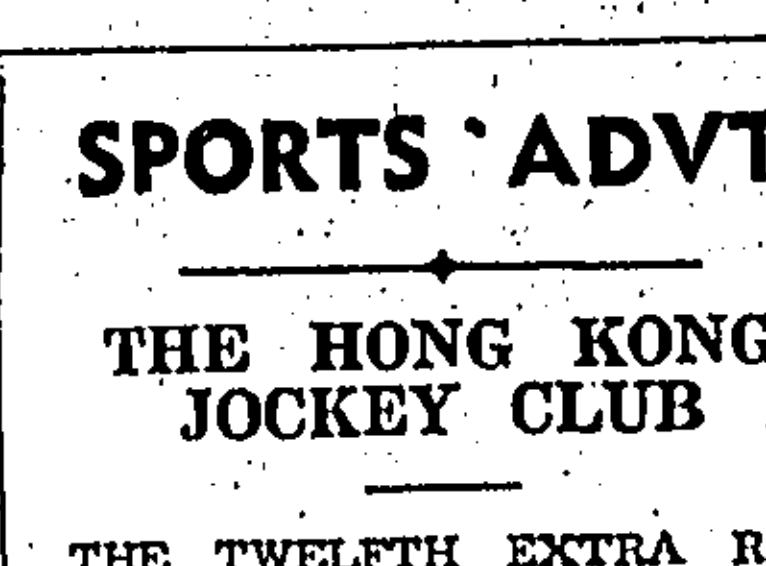 SPORTS ADVT
THE HONG KONG
JOCKEY CLUB
THE TWELFTH EXTRA R